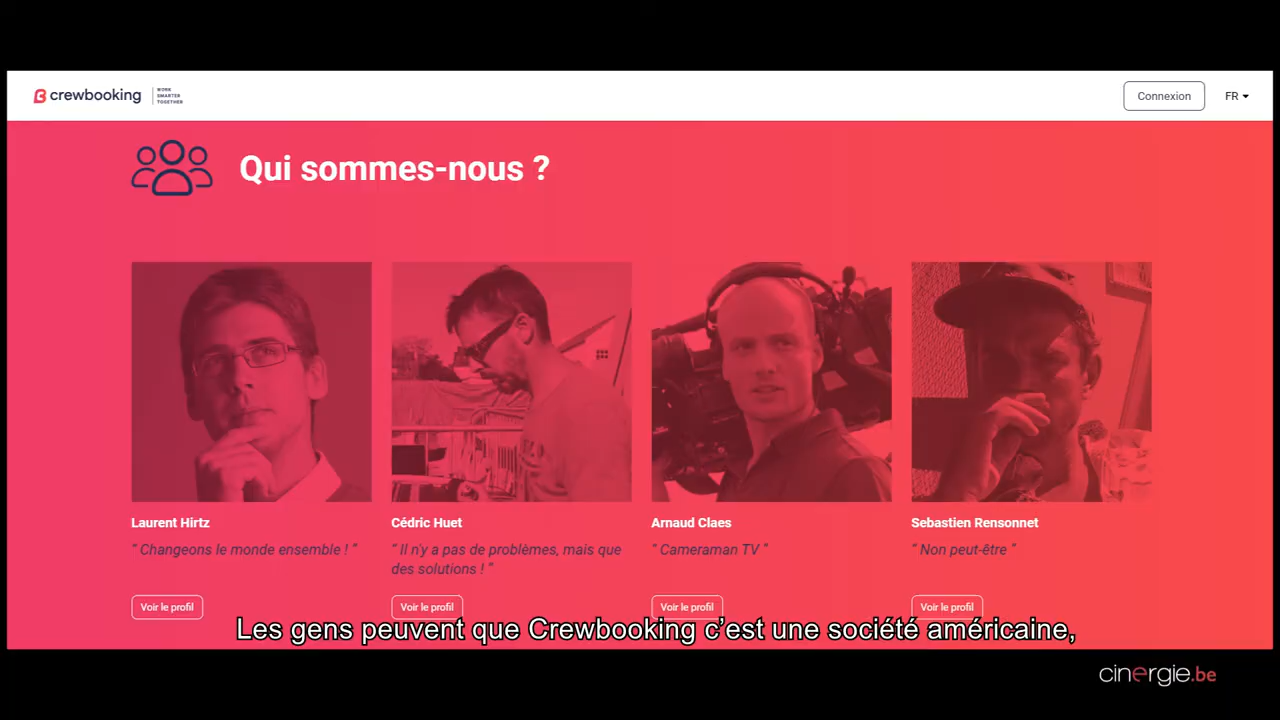 crewbooking
WORK
SMARTER
TOGETHER
Connexion
FR
Qui sommes-nous ?
Laurent Hirtz
“ Changeons le monde ensemble ! ”
Voir le profil
Cédric Huet
“ Il n'y a pas de problèmes, mais que
des solutions ! ”
Voir le profil
Arnaud Claes
“ Cameraman TV ”
Voir le profil
Sebastien Rensonnet
“ Non peut-être ”
Voir le profil
Les gens peuvent que Crewbooking c’est une société américaine,
cinergie.be